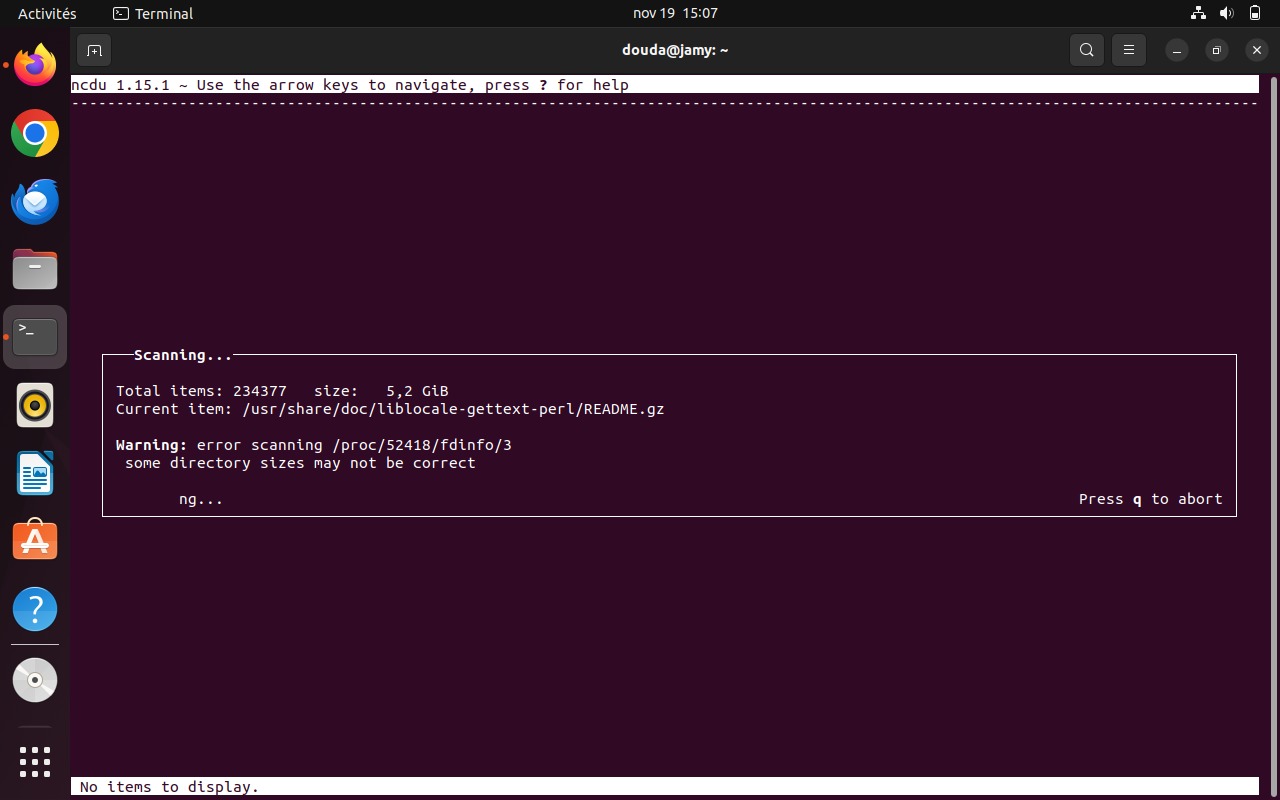 Activités Terminal nov 19 15:07
douda@jamy: ~
ncdu 1.15.1 ~ Use the arrow keys to navigate, press ? for help
Scanning...
Total items: 234377 size: 5,2 GiB
Current item: /usr/share/doc/liblocale-gettext-perl/README.gz
Warning: error scanning /proc/52418/fdinfo/3
some directory sizes may not be correct
ng... Press q to abort
No items to display.